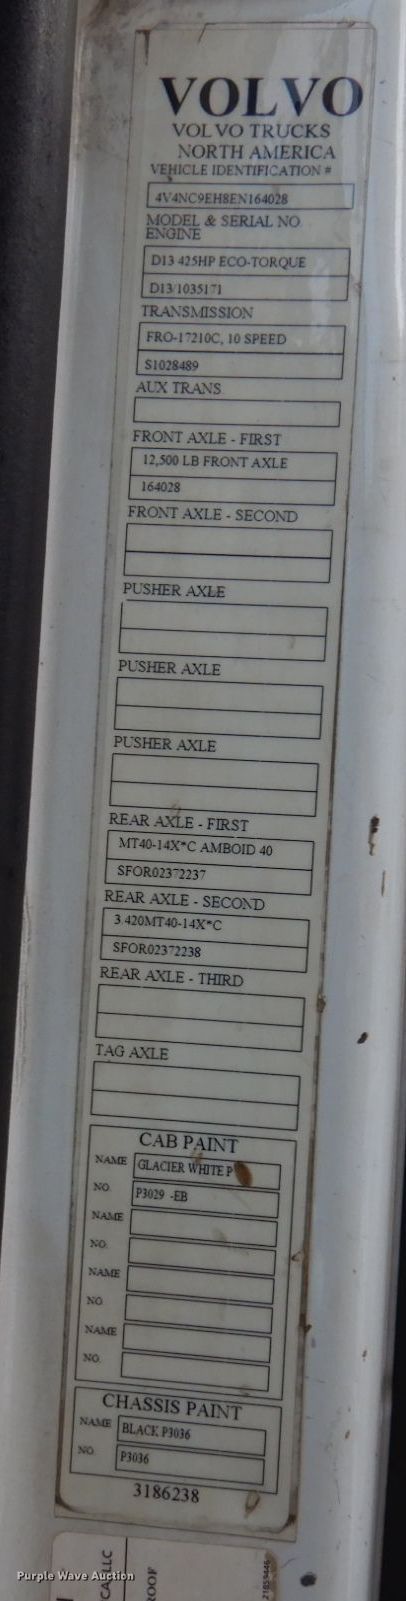 VOLVO
VOLVO TRUCKS
NORTH AMERICA
VEHICLE IDENTIFICATION #
4V4NC9EH8EN164028
MODEL & SERIAL NO.
ENGINE
D13 425HP ECO-TORQUE
D13/1035171
TRANSMISSION
FRO-17210C, 10 SPEED
S1028489
AUX TRANS
FRONT AXLE - FIRST
12,500 LB FRONT AXLE
164028
FRONT AXLE - SECOND
PUSHER AXLE
PUSHER AXLE
PUSHER AXLE
REAR AXLE - FIRST
MT40-14X*C AMBOID 40
SFOR02372237
REAR AXLE - SECOND
3 420MT40-14X*C
SFOR02372238
REAR AXLE - THIRD
TAG AXLE
CAB PAINT
NAME GLACIER WHITE P
NO. P3029 -EB
NAME
NO.
NAME
NO.
NAME
NO.
CHASSIS PAINT
NAME BLACK P3036
NO. P3036
3186238
CA, LLC
ROOF
Purple Wave Auction